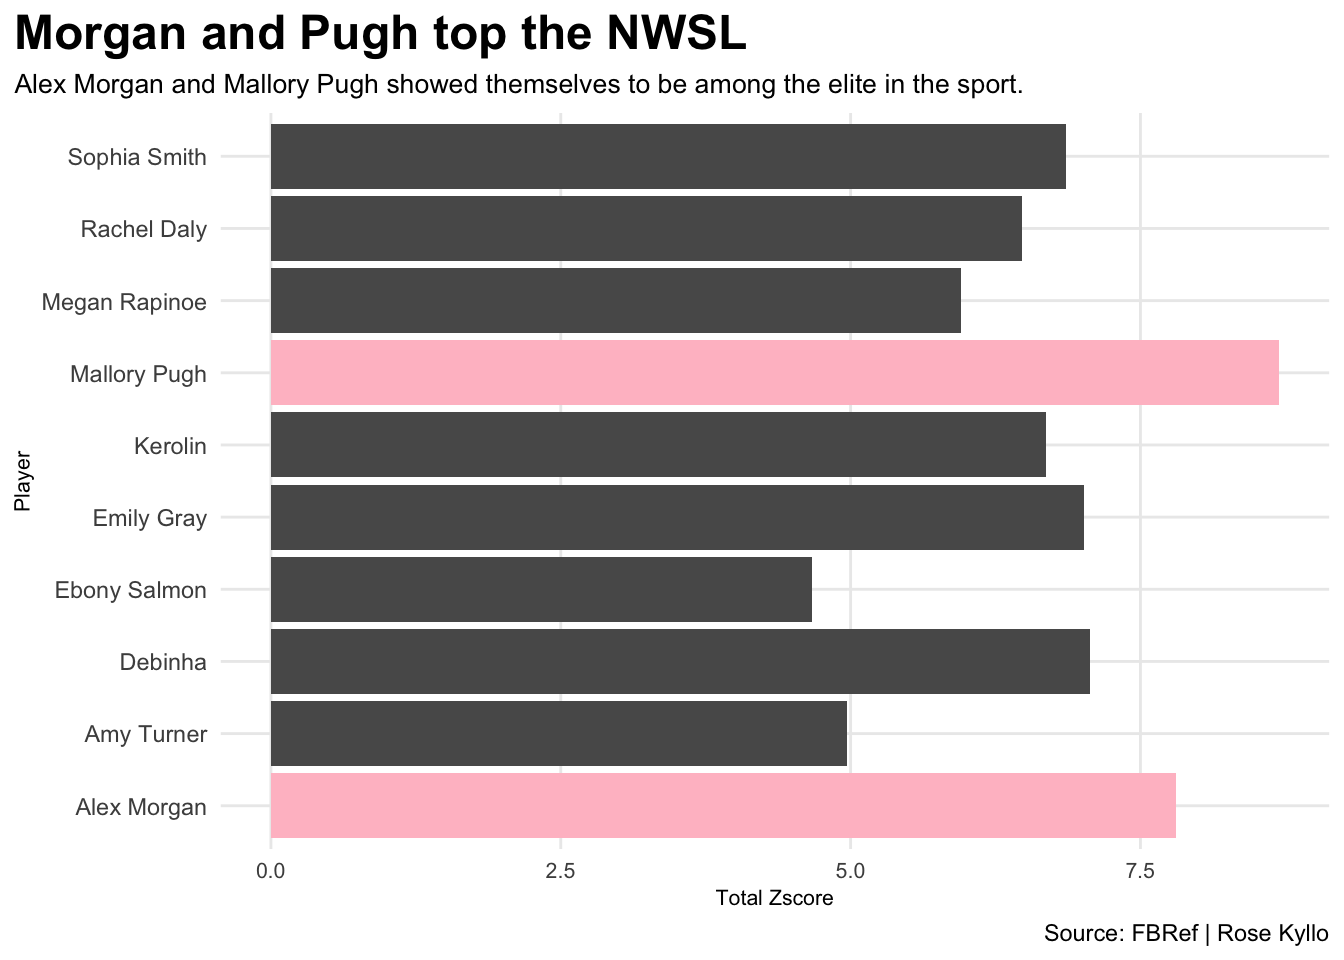 Morgan and Pugh top the NWSL
Alex Morgan and Mallory Pugh showed themselves to be among the elite in the sport.
Sophia Smith
Rachel Daly
Megan Rapinoe
Mallory Pugh
Kerolin
Emily Gray
Ebony Salmon
Debinha
Amy Turner
Alex Morgan
Player
0.0 2.5 5.0 7.5
Total Zscore
Source: FBRef | Rose Kyllo